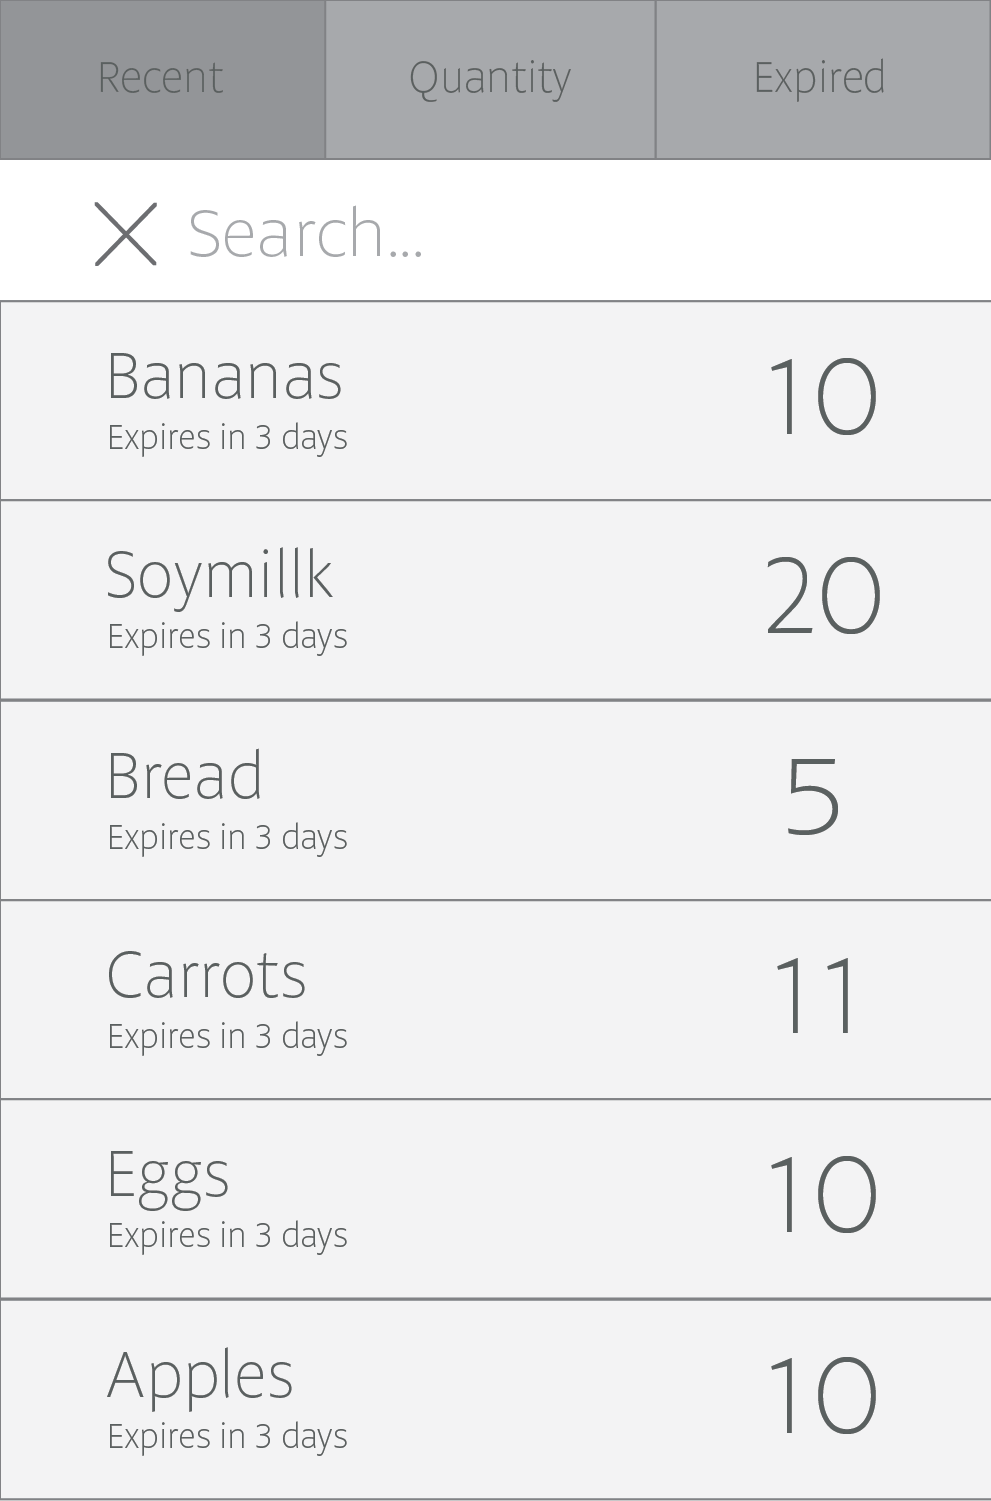 Recent Quantity Expired
Search...
Bananas 10
Expires in 3 days
Soymillk 20
Expires in 3 days
Bread 5
Expires in 3 days
Carrots 11
Expires in 3 days
Eggs 10
Expires in 3 days
Apples 10
Expires in 3 days